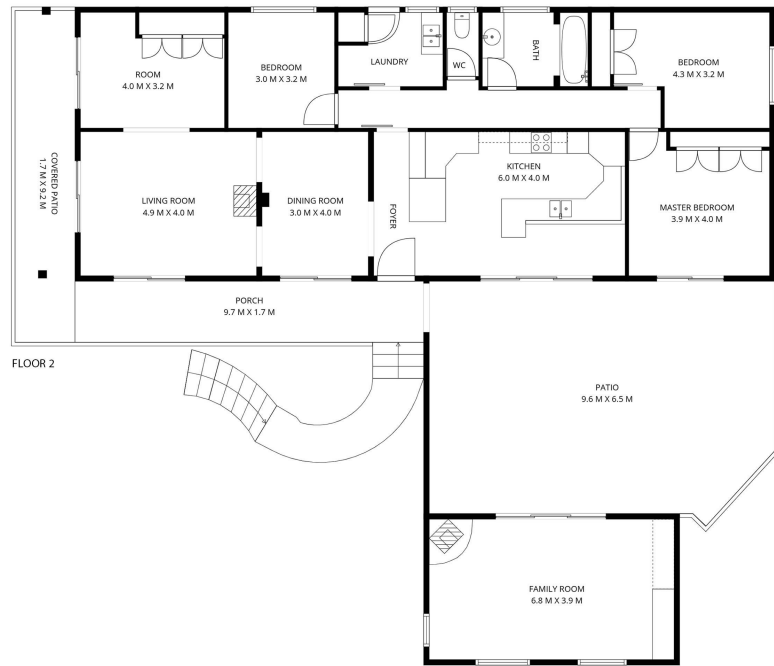 ROOM
4.0 M X 3.2 M
BEDROOM
3.0 M X 3.2 M
LAUNDRY
WC
BATH
BEDROOM
4.3 M X 3.2 M
COVERED PATIO
1.7 M X 9.2 M
LIVING ROOM
4.9 M X 4.0 M
DINING ROOM
3.0 M X 4.0 M
FOYER
KITCHEN
6.0 M X 4.0 M
MASTER BEDROOM
3.9 M X 4.0 M
PORCH
9.7 M X 1.7 M
FLOOR 2
PATIO
9.6 M X 6.5 M
FAMILY ROOM
6.8 M X 3.9 M